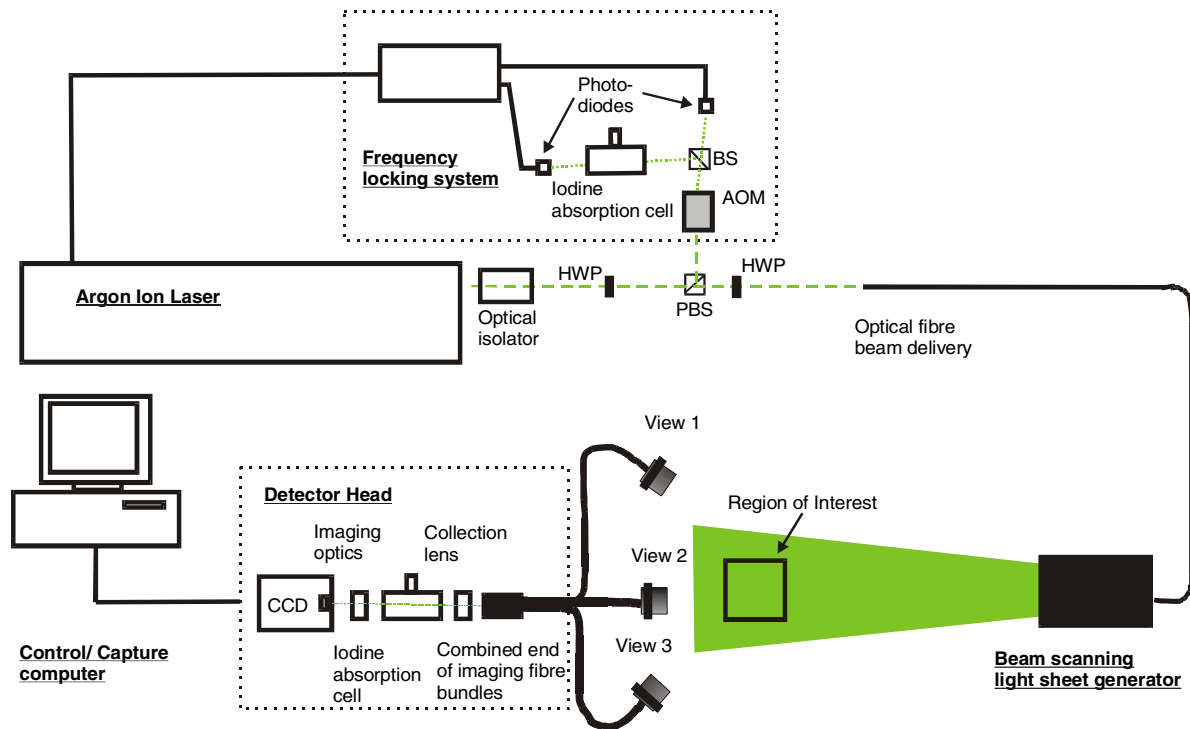 Photo-
diodes
Frequency
locking system
BS
Iodine
absorption cell
AOM
HWP
HWP
Argon Ion Laser
Optical
isolator
PBS
Optical fibre
beam delivery
View 1
Detector Head
Region of Interest
Imaging
optics
Collection
lens
View 2
CCD
View 3
Control/ Capture
computer
Iodine
absorption
cell
Combined end
of imaging fibre
bundles
Beam scanning
light sheet generator